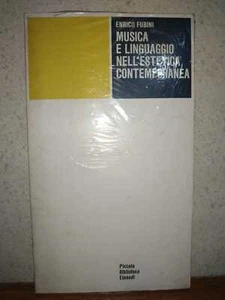 ENRICO FUBINI
MUSICA
E LINGUAGGIO
NELL'ESTETICA
CONTEMPORANEA
Piccola
Biblioteca
Einaudi